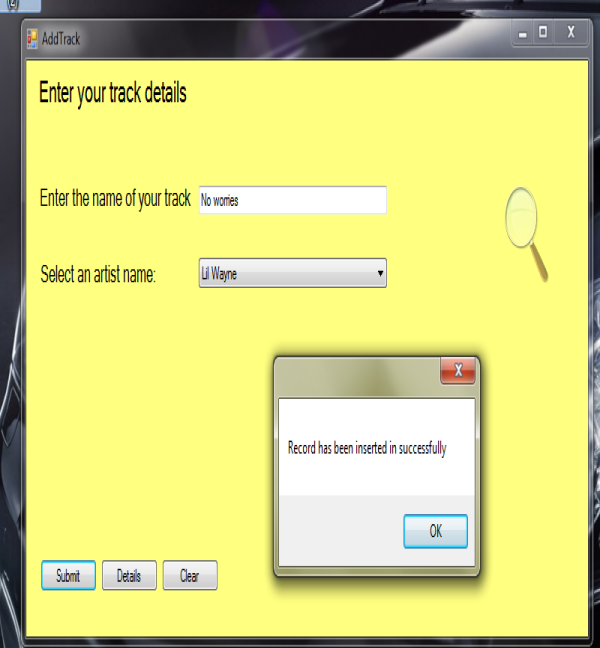 (2)
AddTrack
Enter your track details
Enter the name of your track No worries
Select an artist name: Lil Wayne
Record has been inserted in successfully
OK
Submit Details Clear